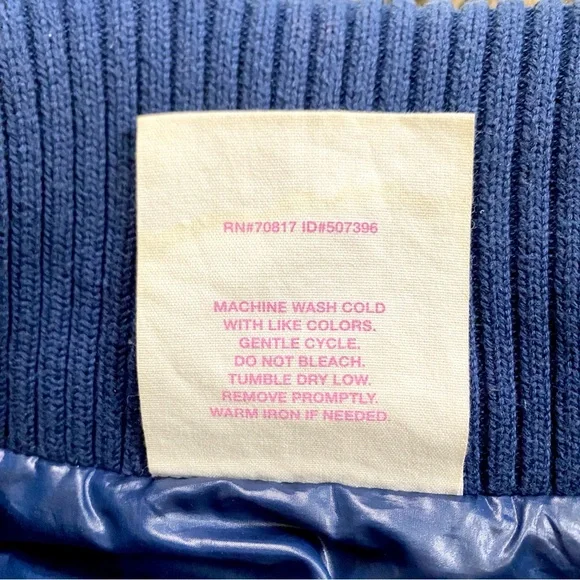 RN#70817 ID#507396
MACHINE WASH COLD
WITH LIKE COLORS.
GENTLE CYCLE.
DO NOT BLEACH.
TUMBLE DRY LOW.
REMOVE PROMPTLY.
WARM IRON IF NEEDED.